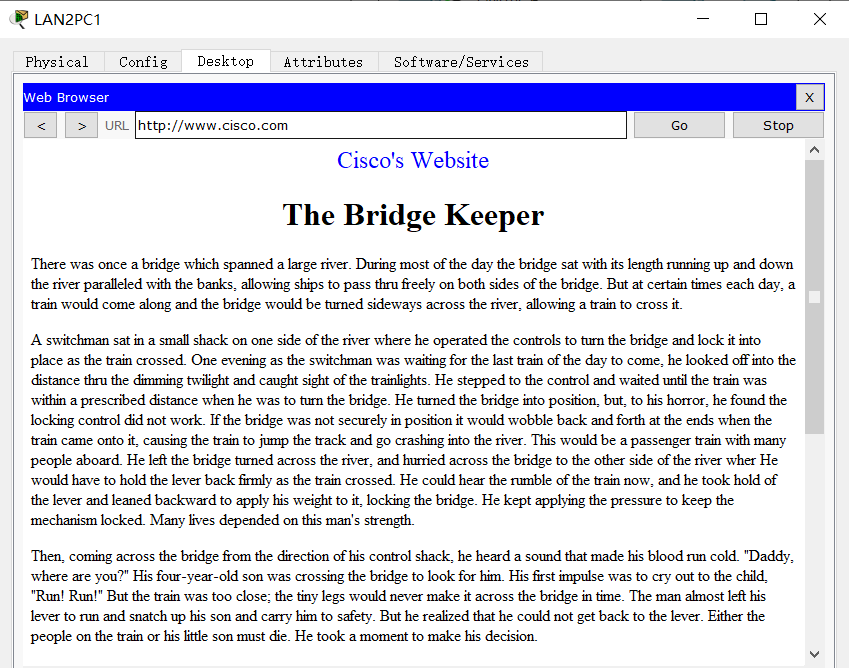 LAN2PC1
Physical Config Desktop Attributes Software/Services
Web Browser X
< > URL http://www.cisco.com Go Stop
Cisco's Website
The Bridge Keeper
There was once a bridge which spanned a large river. During most of the day the bridge sat with its length running up and down
the river paralleled with the banks, allowing ships to pass thru freely on both sides of the bridge. But at certain times each day, a
train would come along and the bridge would be turned sideways across the river, allowing a train to cross it.
A switchman sat in a small shack on one side of the river where he operated the controls to turn the bridge and lock it into
place as the train crossed. One evening as the switchman was waiting for the last train of the day to come, he looked off into the
distance thru the dimming twilight and caught sight of the trainlights. He stepped to the control and waited until the train was
within a prescribed distance when he was to turn the bridge. He turned the bridge into position, but, to his horror, he found the
locking control did not work. If the bridge was not securely in position it would wobble back and forth at the ends when the
train came onto it, causing the train to jump the track and go crashing into the river. This would be a passenger train with many
people aboard. He left the bridge turned across the river, and hurried across the bridge to the other side of the river wher He
would have to hold the lever back firmly as the train crossed. He could hear the rumble of the train now, and he took hold of
the lever and leaned backward to apply his weight to it, locking the bridge. He kept applying the pressure to keep the
mechanism locked. Many lives depended on this man's strength.
Then, coming across the bridge from the direction of his control shack, he heard a sound that made his blood run cold. "Daddy,
where are you?" His four-year-old son was crossing the bridge to look for him. His first impulse was to cry out to the child,
"Run! Run!" But the train was too close; the tiny legs would never make it across the bridge in time. The man almost left his
lever to run and snatch up his son and carry him to safety. But he realized that he could not get back to the lever. Either the
people on the train or his little son must die. He took a moment to make his decision.